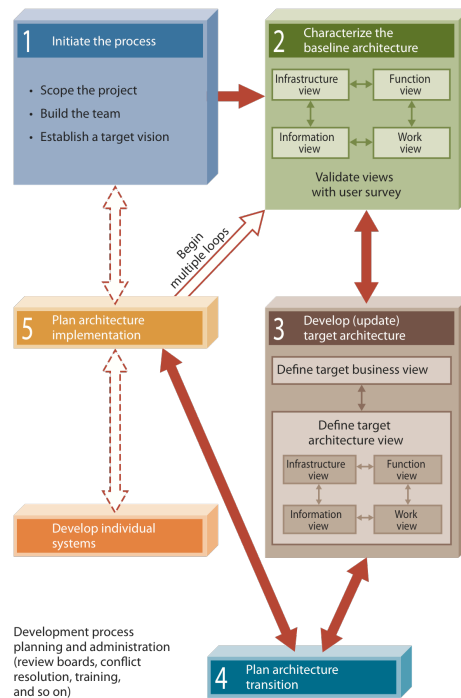 1
Initiate the process
• Scope the project
• Build the team
• Establish a target vision
2
Characterize the
baseline architecture
Infrastructure
view
Function
view
Information
view
Work
view
Validate views
with user survey
Begin
multiple loops
5
Plan architecture
implementation
3
Develop (update)
target architecture
Define target business view
Define target
architecture view
Infrastructure
view
Function
view
Information
view
Work
view
Develop individual
systems
Development process
planning and administration
(review boards, conflict
resolution, training,
and so on)
4
Plan architecture
transition